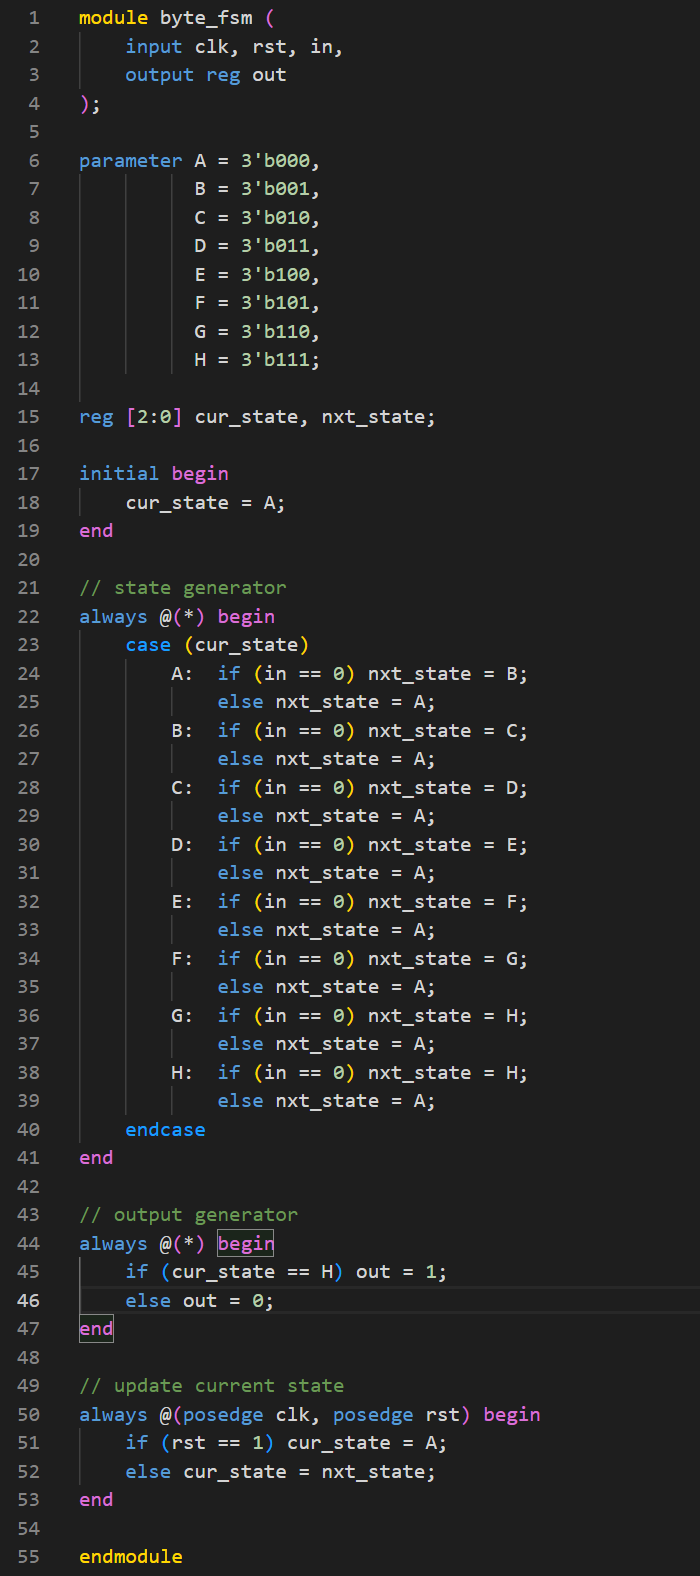 1 module byte_fsm (
2 input clk, rst, in,
3 output reg out
4 );
5
6 parameter A = 3'b000,
7 B = 3'b001,
8 C = 3'b010,
9 D = 3'b011,
10 E = 3'b100,
11 F = 3'b101,
12 G = 3'b110,
13 H = 3'b111;
14
15 reg [2:0] cur_state, nxt_state;
16
17 initial begin
18 cur_state = A;
19 end
20
21 // state generator
22 always @(*) begin
23 case (cur_state)
24 A: if (in == 0) nxt_state = B;
25 else nxt_state = A;
26 B: if (in == 0) nxt_state = C;
27 else nxt_state = A;
28 C: if (in == 0) nxt_state = D;
29 else nxt_state = A;
30 D: if (in == 0) nxt_state = E;
31 else nxt_state = A;
32 E: if (in == 0) nxt_state = F;
33 else nxt_state = A;
34 F: if (in == 0) nxt_state = G;
35 else nxt_state = A;
36 G: if (in == 0) nxt_state = H;
37 else nxt_state = A;
38 H: if (in == 0) nxt_state = H;
39 else nxt_state = A;
40 endcase
41 end
42
43 // output generator
44 always @(*) begin
45 if (cur_state == H) out = 1;
46 else out = 0;
47 end
48
49 // update current state
50 always @(posedge clk, posedge rst) begin
51 if (rst == 1) cur_state = A;
52 else cur_state = nxt_state;
53 end
54
55 endmodule